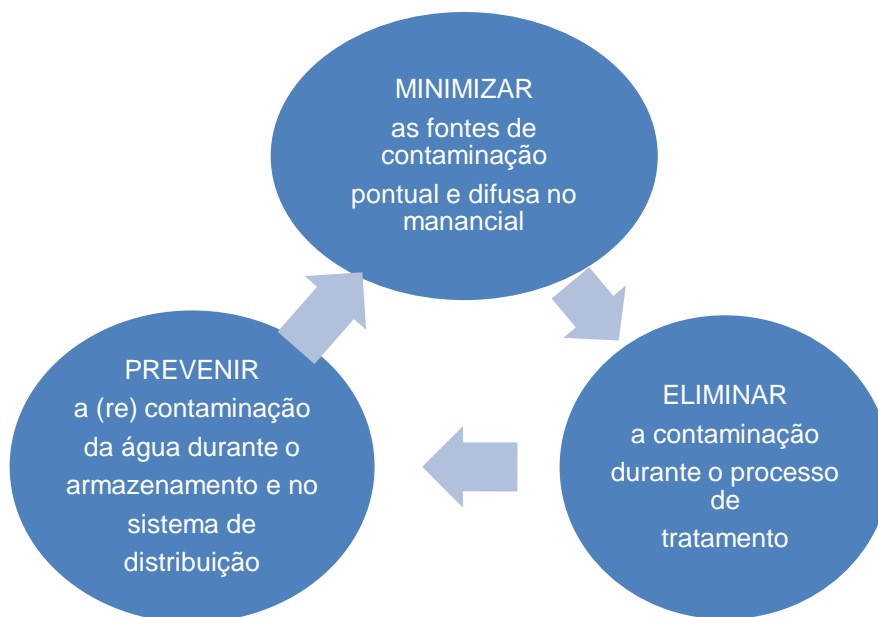 MINIMIZAR
as fontes de
contaminação
pontual e difusa no
manancial
PREVENIR
a (re) contaminação
da água durante o
armazenamento e no
sistema de
distribuição
ELIMINAR
a contaminação
durante o processo
de
tratamento